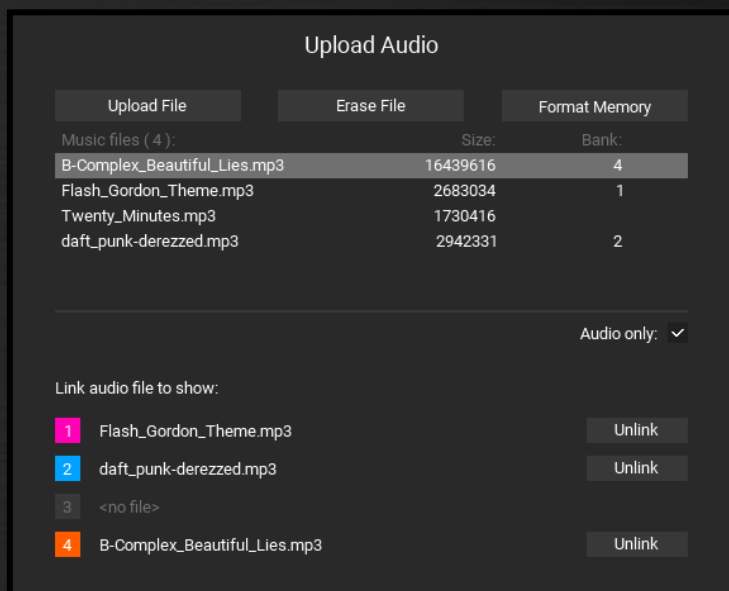 Upload Audio
Upload File Erase File Format Memory
Music files ( 4 ): Size: Bank:
B-Complex_Beautiful_Lies.mp3 16439616 4
Flash_Gordon_Theme.mp3 2683034 1
Twenty_Minutes.mp3 1730416
daft_punk-derezzed.mp3 2942331 2
Audio only:
Link audio file to show:
1 Flash_Gordon_Theme.mp3 Unlink
2 daft_punk-derezzed.mp3 Unlink
3 <no file>
4 B-Complex_Beautiful_Lies.mp3 Unlink